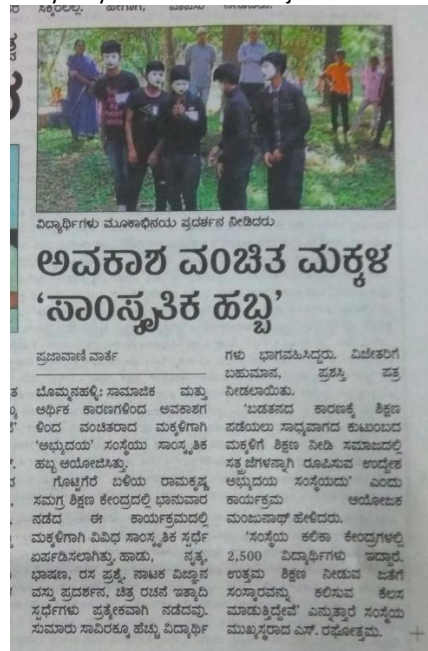 ವಿದ್ಯಾರ್ಥಿಗಳು ಮೂಕಾಭಿನಯ ಪ್ರದರ್ಶನ ನೀಡಿದರು
ಅವಕಾಶ ವಂಚಿತ ಮಕ್ಕಳ
‘ಸಾಂಸ್ಕೃತಿಕ ಹಬ್ಬ’
ಪ್ರಜಾವಾಣಿ ವಾರ್ತೆ
ಬೊಮ್ಮನಹಳ್ಳಿ: ಸಾಮಾಜಿಕ ಮತ್ತು
ಆರ್ಥಿಕ ಕಾರಣಗಳಿಂದ ಅವಕಾಶಗ
ಳಿಂದ ವಂಚಿತರಾದ ಮಕ್ಕಳಿಗಾಗಿ
‘ಅಭ್ಯುದಯ’ ಸಂಸ್ಥೆಯು ಸಾಂಸ್ಕೃತಿಕ
ಹಬ್ಬ ಆಯೋಜಿಸಿತ್ತು.
ಗೊಟ್ಟಿಗೆರೆ ಬಳಿಯ ರಾಮಕೃಷ್ಣ
ಸಮಗ್ರ ಶಿಕ್ಷಣ ಕೇಂದ್ರದಲ್ಲಿ ಭಾನುವಾರ
ನಡೆದ ಈ ಕಾರ್ಯಕ್ರಮದಲ್ಲಿ
ಮಕ್ಕಳಿಗಾಗಿ ವಿವಿಧ ಸಾಂಸ್ಕೃತಿಕ ಸ್ಪರ್ಧೆ
ಏರ್ಪಡಿಸಲಾಗಿತ್ತು. ಹಾಡು, ನೃತ್ಯ,
ಭಾಷಣ, ರಸ ಪ್ರಶ್ನೆ, ನಾಟಕ ವಿಜ್ಞಾನ
ವಸ್ತು ಪ್ರದರ್ಶನ, ಚಿತ್ರ ರಚನೆ ಇತ್ಯಾದಿ
ಸ್ಪರ್ಧೆಗಳು ಪ್ರತ್ಯೇಕವಾಗಿ ನಡೆದವು.
ಸುಮಾರು ಸಾವಿರಕ್ಕೂ ಹೆಚ್ಚು ವಿದ್ಯಾರ್ಥಿ
ಗಳು ಭಾಗವಹಿಸಿದ್ದರು. ವಿಜೇತರಿಗೆ
ಬಹುಮಾನ, ಪ್ರಶಸ್ತಿ ಪತ್ರ
ನೀಡಲಾಯಿತು.
‘ಬಡತನದ ಕಾರಣಕ್ಕೆ ಶಿಕ್ಷಣ
ಪಡೆಯಲು ಸಾಧ್ಯವಾಗದ ಕುಟುಂಬದ
ಮಕ್ಕಳಿಗೆ ಶಿಕ್ಷಣ ನೀಡಿ ಸಮಾಜದಲ್ಲಿ
ಸತ್ಪ್ರಜೆಗಳನ್ನಾಗಿ ರೂಪಿಸುವ ಉದ್ದೇಶ
ಅಭ್ಯುದಯ ಸಂಸ್ಥೆಯದು’ ಎಂದು
ಕಾರ್ಯಕ್ರಮ ಆಯೋಜಕ
ಮಂಜುನಾಥ್ ಹೇಳಿದರು.
‘ಸಂಸ್ಥೆಯ ಕಲಿಕಾ ಕೇಂದ್ರಗಳಲ್ಲಿ
2,500 ವಿದ್ಯಾರ್ಥಿಗಳು ಇದ್ದಾರೆ.
ಉತ್ತಮ ಶಿಕ್ಷಣ ನೀಡುವ ಜತೆಗೆ
ಸಂಸ್ಕಾರವನ್ನು ಕಲಿಸುವ ಕೆಲಸ
ಮಾಡುತ್ತಿದ್ದೇವೆ’ ಎನ್ನುತ್ತಾರೆ ಸಂಸ್ಥೆಯ
ಮುಖ್ಯಸ್ಥರಾದ ಎಸ್. ರಘೋತ್ತಮ.